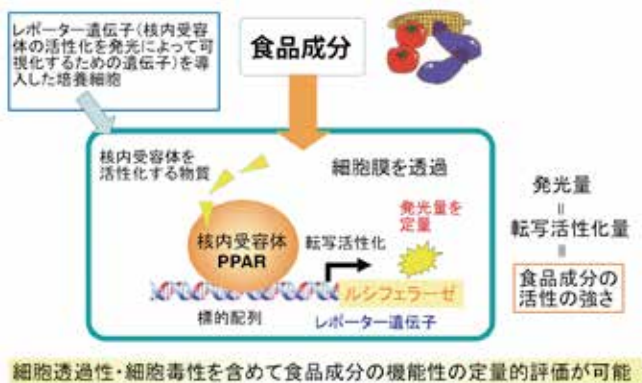 レポーター遺伝子(核内受容
体の活性化を発光によって可
視化するための遺伝子)を導
入した培養細胞
食品成分
核内受容体を
活性化する物質
細胞膜を透過
核内受容体
PPAR
転写活性化
発光量を
定量
ルシフェラーゼ
標的配列
レポーター遺伝子
発光量
=
転写活性化量
=
食品成分の
活性の強さ
細胞透過性・細胞毒性を含めて食品成分の機能性の定量的評価が可能